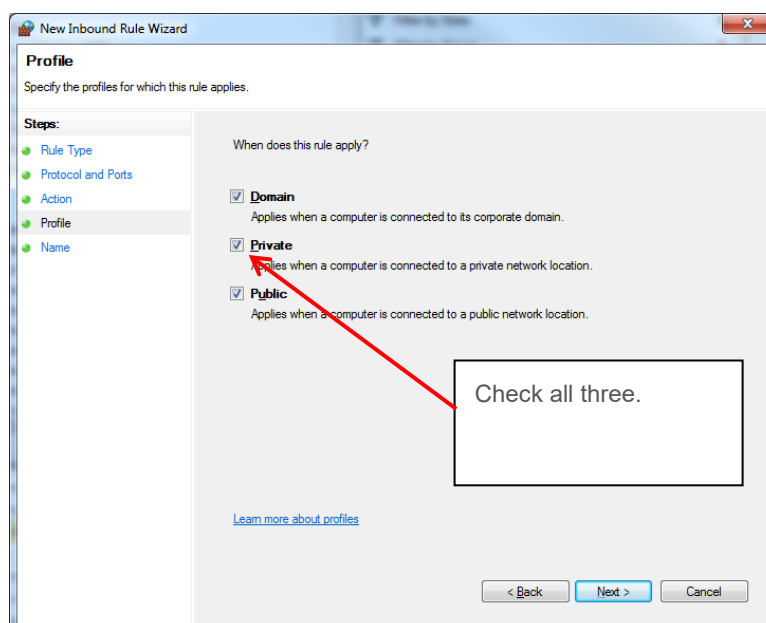 New Inbound Rule Wizard
Profile
Specify the profiles for which this rule applies.
Steps:
Rule Type
Protocol and Ports
Action
Profile
Name
When does this rule apply?
Domain
Applies when a computer is connected to its corporate domain.
Private
Applies when a computer is connected to a private network location.
Public
Applies when a computer is connected to a public network location.
Check all three.
Learn more about profiles
< Back
Next >
Cancel